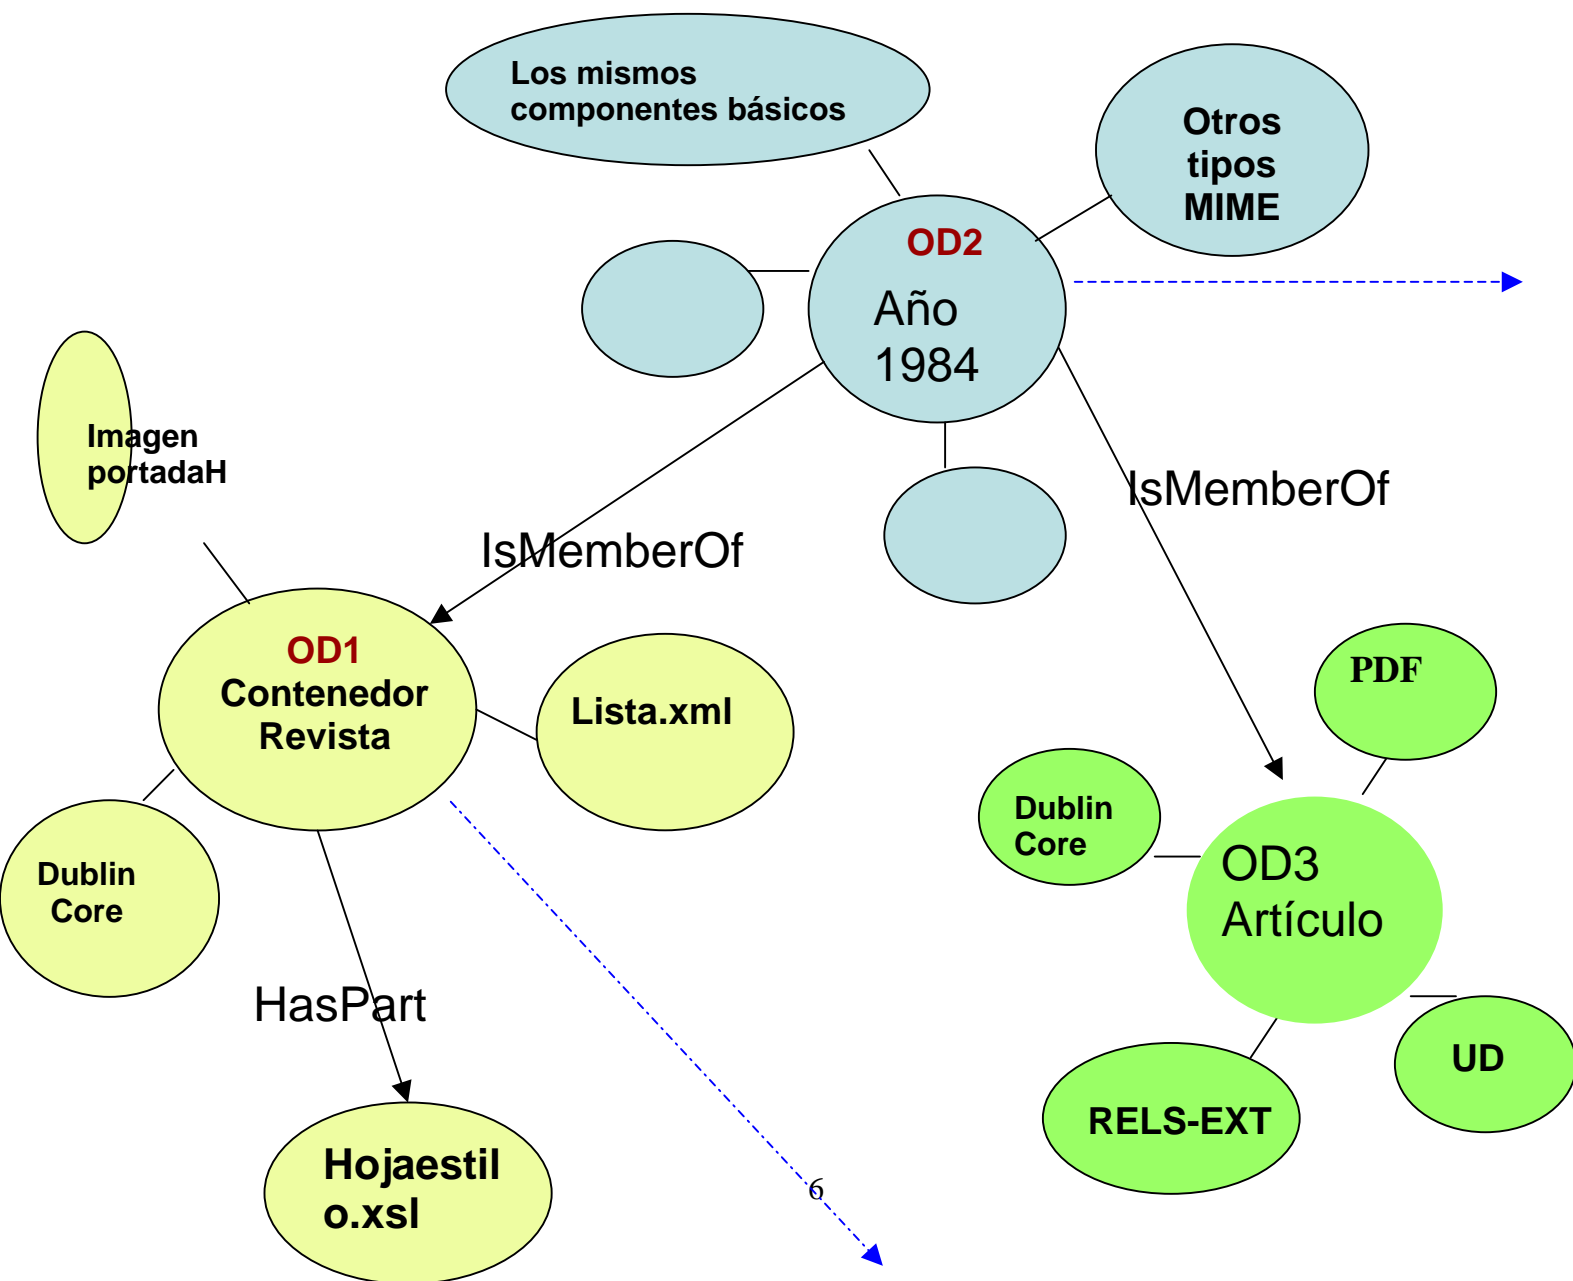 Los mismos
componentes básicos
Otros
tipos
MIME
OD2
Año
1984
Imagen
portadaH
IsMemberOf
IsMemberOf
OD1
Contenedor
Revista
Lista.xml
PDF
Dublin
Core
OD3
Artículo
Dublin
Core
HasPart
UD
RELS-EXT
Hojaestil
o.xsl
6